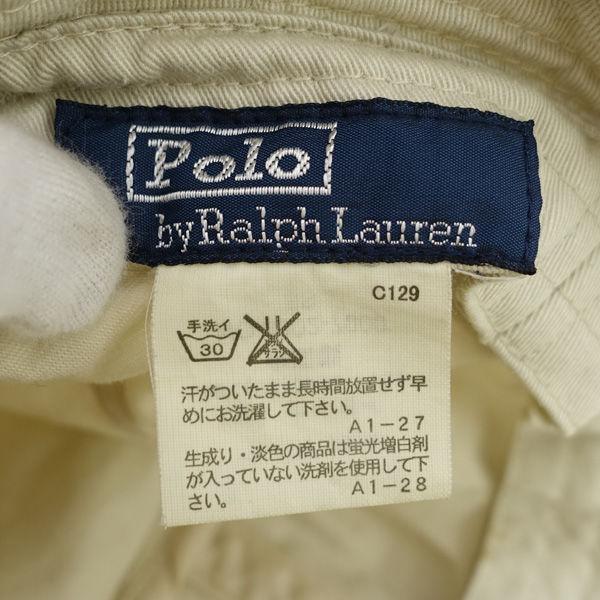 Polo
by Ralph Lauren
C129
手洗イ
30
サラシ
汗がついたまま長時間放置せず早
めにお洗濯して下さい。
A1-27
生成り・淡色の商品は蛍光増白剤
が入っていない洗剤を使用して下
さい。
A1-28